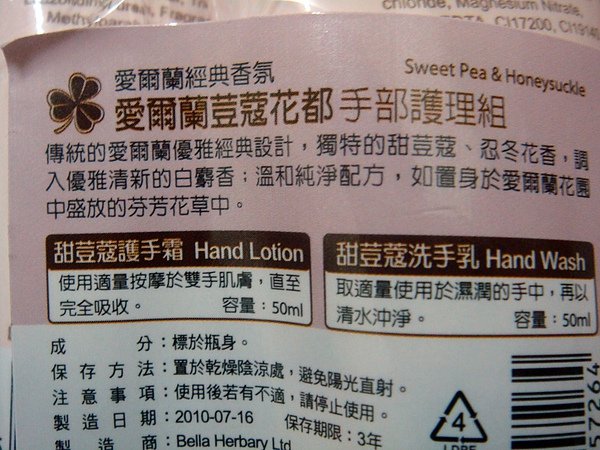 chloride, Magnesium Nitrate,
CI17200, CI19140
Sweet Pea & Honeysuckle
愛爾蘭經典香氛
愛爾蘭荳蔻花都 手部護理組
傳統的愛爾蘭優雅經典設計，獨特的甜荳蔻、忍冬花香，調
入優雅清新的白麝香；溫和純淨配方，如置身於愛爾蘭花園
中盛放的芬芳花草中。
甜荳蔻護手霜 Hand Lotion
使用適量按摩於雙手肌膚，直至
完全吸收。 容量：50ml
甜荳蔻洗手乳 Hand Wash
取適量使用於濕潤的手中，再以
清水沖淨。 容量：50ml
成分：標於瓶身。
保存方法：置於乾燥陰涼處，避免陽光直射。
注意事項：使用後若有不適，請停止使用。
製造日期：2010-07-16 保存期限：3年
製造商：Bella Herbary Ltd
4
LDPE
57264